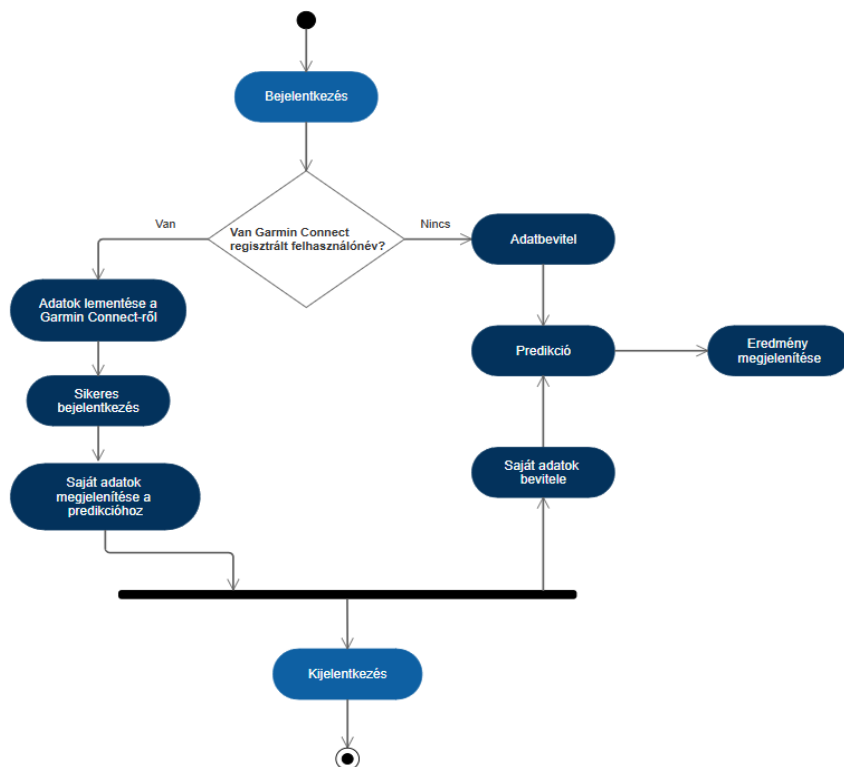 Bejelentkezés
Van
Van Garmin Connect
regisztrált felhasználónév?
Nincs
Adatbevitel
Adatok lementése a
Garmin Connect-ről
Predikció
Eredmény
megjelenítése
Sikeres
bejelentkezés
Saját adatok
megjelenítése a
predikcióhoz
Saját adatok
bevitele
Kijelentkezés